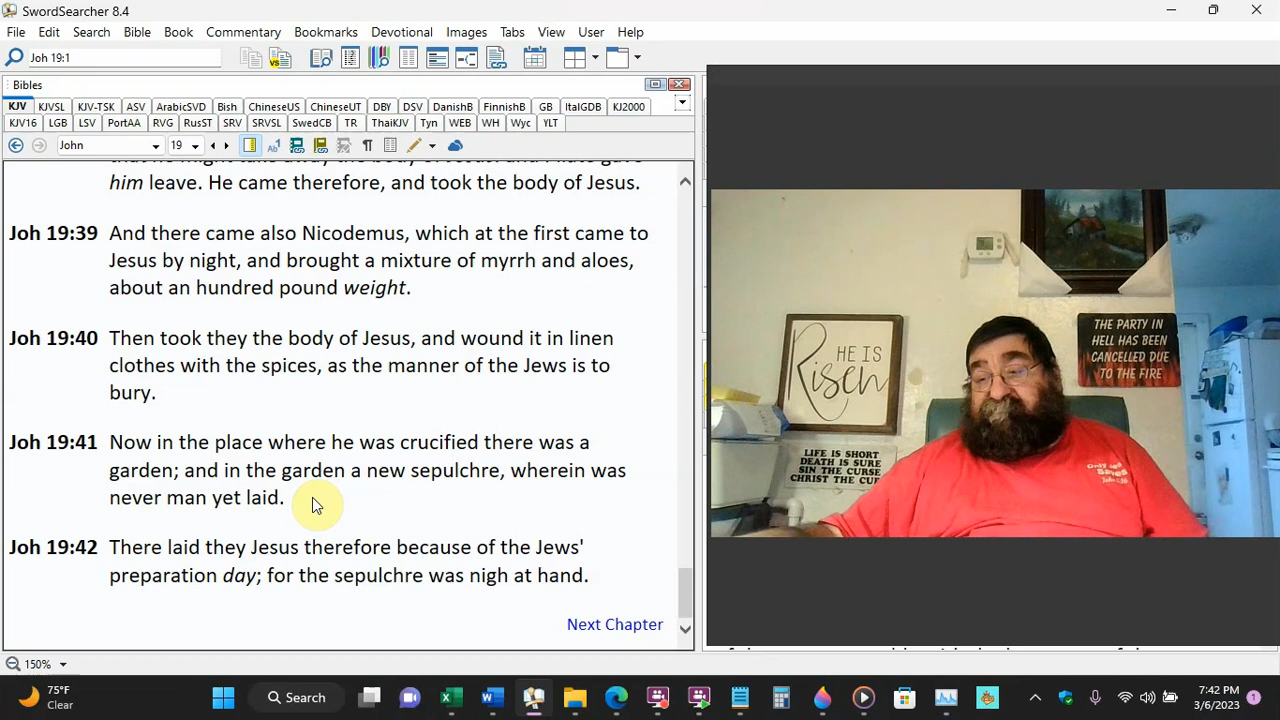 SwordSearcher 8.4
File Edit Search Bible Book Commentary Bookmarks Devotional Images Tabs View User Help
Joh 19:1
Bibles
KJV KJVSL KJV-TSK ASV ArabicSVD Bish ChineseUS ChineseUT DBY DSV DanishB FinnishB GB ItalGDB KJ2000
KJV16 LGB LSV PortAA RVG RusST SRV SRVSL SwedCB TR ThaiKJV Tyn WEB WH Wyc YLT
John 19
him leave. He came therefore, and took the body of Jesus.
Joh 19:39 And there came also Nicodemus, which at the first came to
Jesus by night, and brought a mixture of myrrh and aloes,
about an hundred pound weight.
Joh 19:40 Then took they the body of Jesus, and wound it in linen
clothes with the spices, as the manner of the Jews is to
bury.
Joh 19:41 Now in the place where he was crucified there was a
garden; and in the garden a new sepulchre, wherein was
never man yet laid.
Joh 19:42 There laid they Jesus therefore because of the Jews'
preparation day; for the sepulchre was nigh at hand.
Next Chapter
150%
HE IS
Risen
LIFE IS SHORT
DEATH IS SURE
SIN THE CURSE
CHRIST THE
THE PARTY IN
HELL HAS BEEN
CANCELLED DUE
TO THE FIRE
Saves
75°F
Clear
Search
7:42 PM
3/6/2023
1